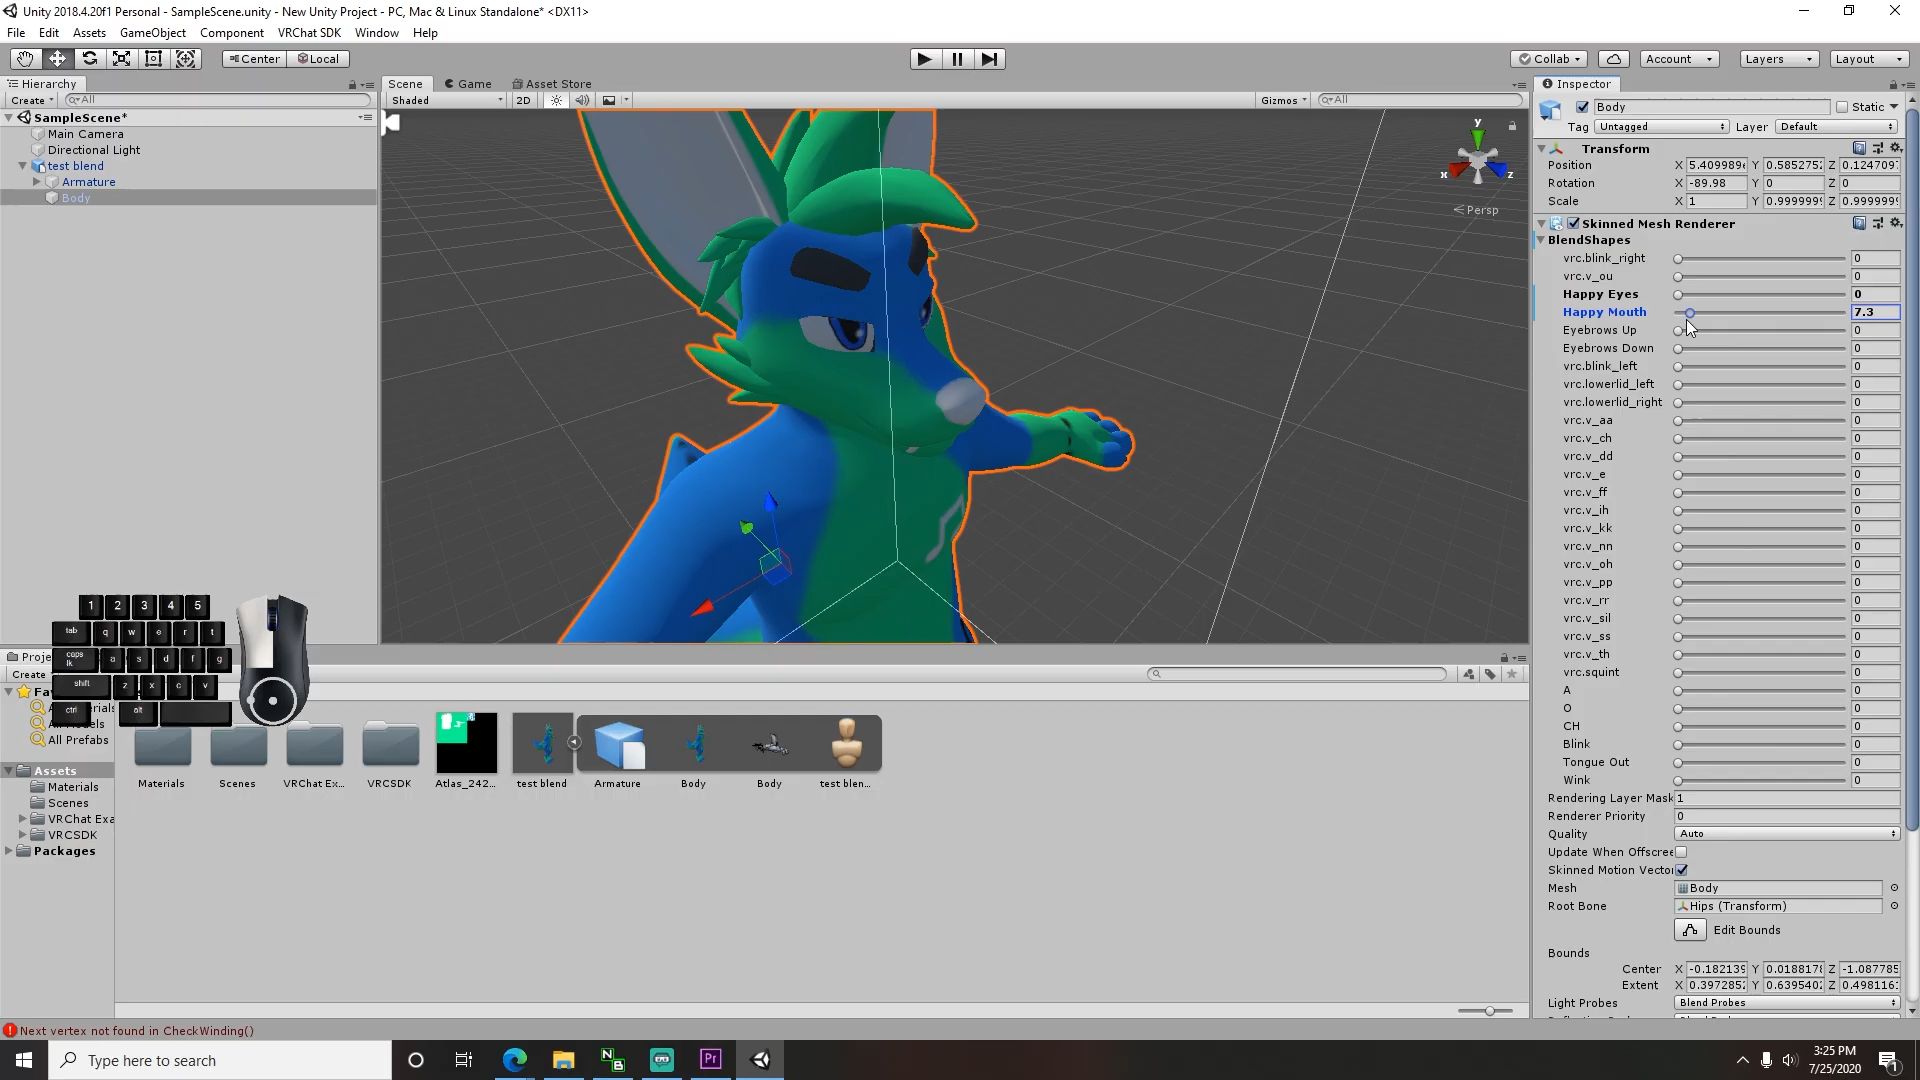 Unity 2018.4.20f1 Personal - SampleScene.unity - New Unity Project - PC, Mac & Linux Standalone* <DX11>
File Edit Assets GameObject Component VRChat SDK Window Help
Center Local Collab Account Layers Layout
Hierarchy
Create All
SampleScene*
Main Camera
Directional Light
test blend
Armature
Body
Scene Game Asset Store
Shaded 2D Gizmos All
y
x z
Persp
Inspector
Body Static
Tag Untagged Layer Default
Transform
Position X 5.409989 Y 0.585275 Z 0.124709
Rotation X -89.98 Y 0 Z 0
Scale X 1 Y 0.999999 Z 0.999999
Skinned Mesh Renderer
BlendShapes
vrc.blink_right 0
vrc.v_ou 0
Happy Eyes 0
Happy Mouth 7.3
Eyebrows Up 0
Eyebrows Down 0
vrc.blink_left 0
vrc.lowerlid_left 0
vrc.lowerlid_right 0
vrc.v_aa 0
vrc.v_ch 0
vrc.v_dd 0
vrc.v_e 0
vrc.v_ff 0
vrc.v_ih 0
vrc.v_kk 0
vrc.v_nn 0
vrc.v_oh 0
vrc.v_pp 0
vrc.v_rr 0
vrc.v_sil 0
vrc.v_ss 0
vrc.v_th 0
vrc.squint 0
A 0
O 0
CH 0
Blink 0
Tongue Out 0
Wink 0
Rendering Layer Mask 1
Renderer Priority 0
Quality Auto
Update When Offscre
Skinned Motion Vecto
Mesh Body
Root Bone Hips (Transform)
Edit Bounds
Bounds
Center X -0.182139 Y 0.018817 Z -1.087785
Extent X 0.397285 Y 0.639540 Z 0.498116
Light Probes Blend Probes
1 2 3 4 5
tab q w e r t
caps lk a s d f g
shift z x c v
ctrl alt
Proje
Create
Fav
All Prefabs
Assets
Materials
Scenes
VRChat Exa
VRCSDK
Packages
Materials Scenes VRChat Ex... VRCSDK Atlas_242... test blend Armature Body Body test blen...
Next vertex not found in CheckWinding()
Type here to search
N B Pr
3:25 PM
7/25/2020
1